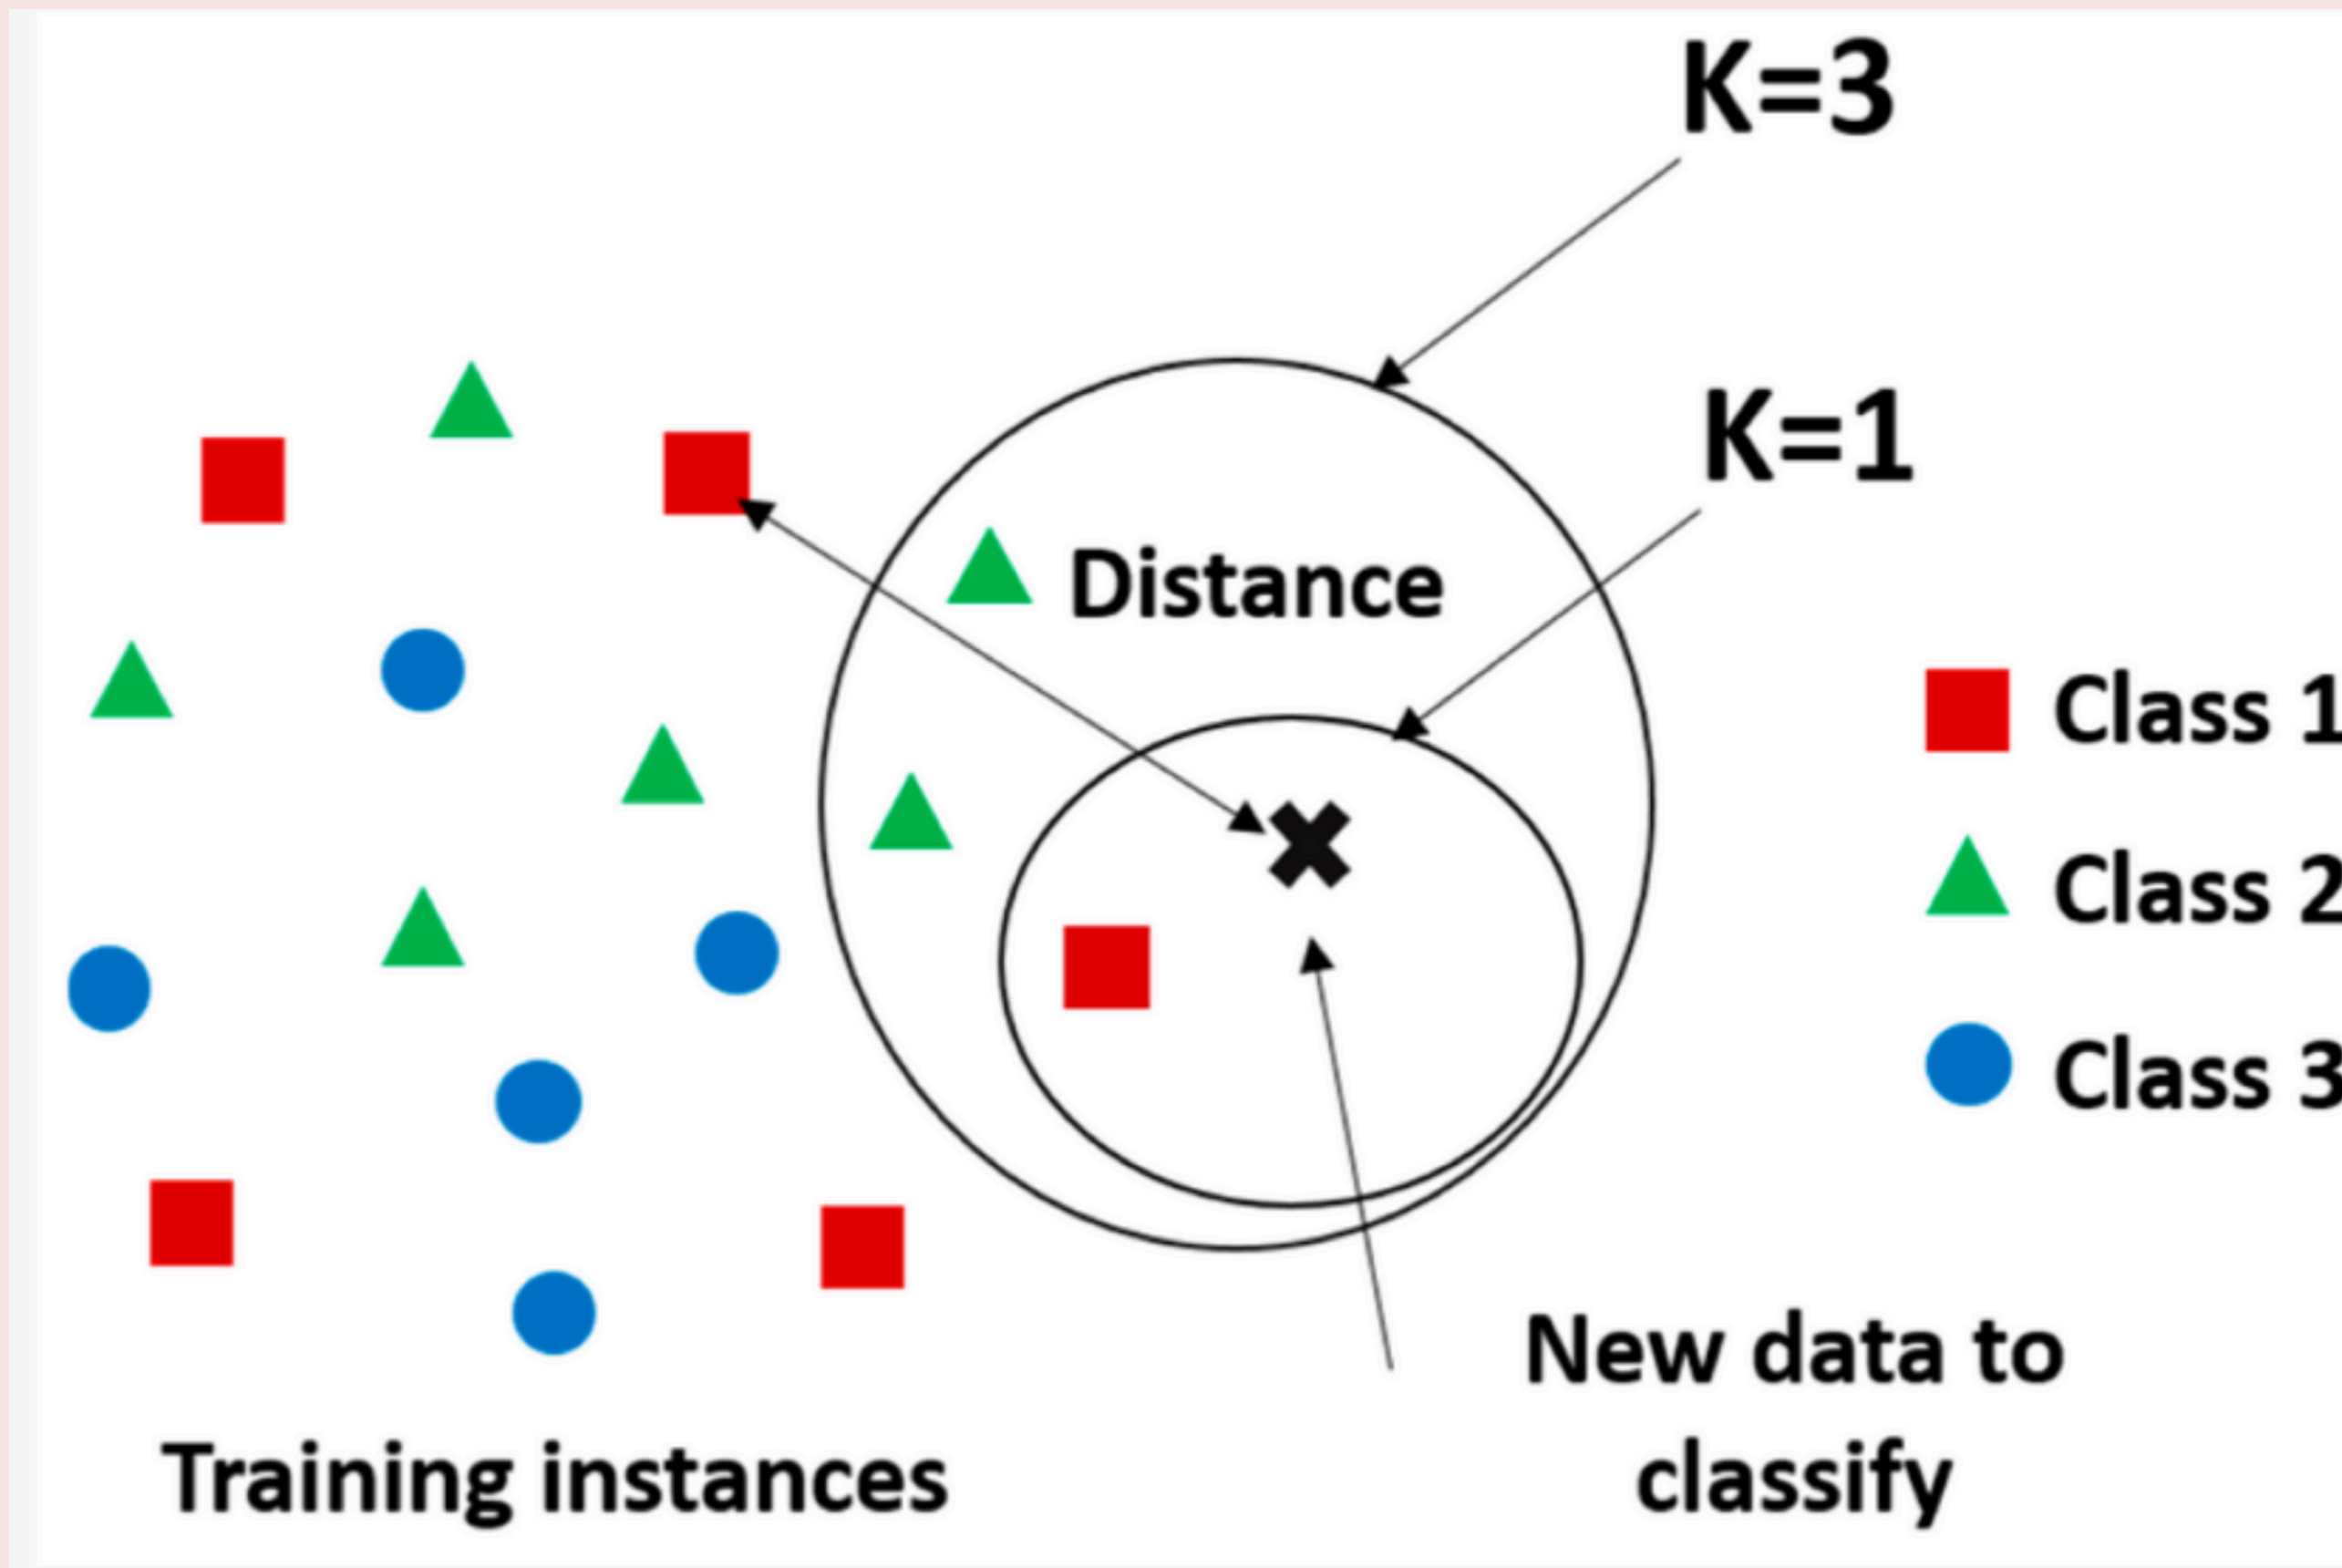 K=3
K=1
Distance
Class 1
Class 2
Class 3
New data to
classify
Training instances